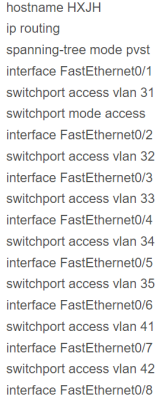 hostname HXJH
ip routing
spanning-tree mode pvst
interface FastEthernet0/1
switchport access vlan 31
switchport mode access
interface FastEthernet0/2
switchport access vlan 32
interface FastEthernet0/3
switchport access vlan 33
interface FastEthernet0/4
switchport access vlan 34
interface FastEthernet0/5
switchport access vlan 35
interface FastEthernet0/6
switchport access vlan 41
interface FastEthernet0/7
switchport access vlan 42
interface FastEthernet0/8